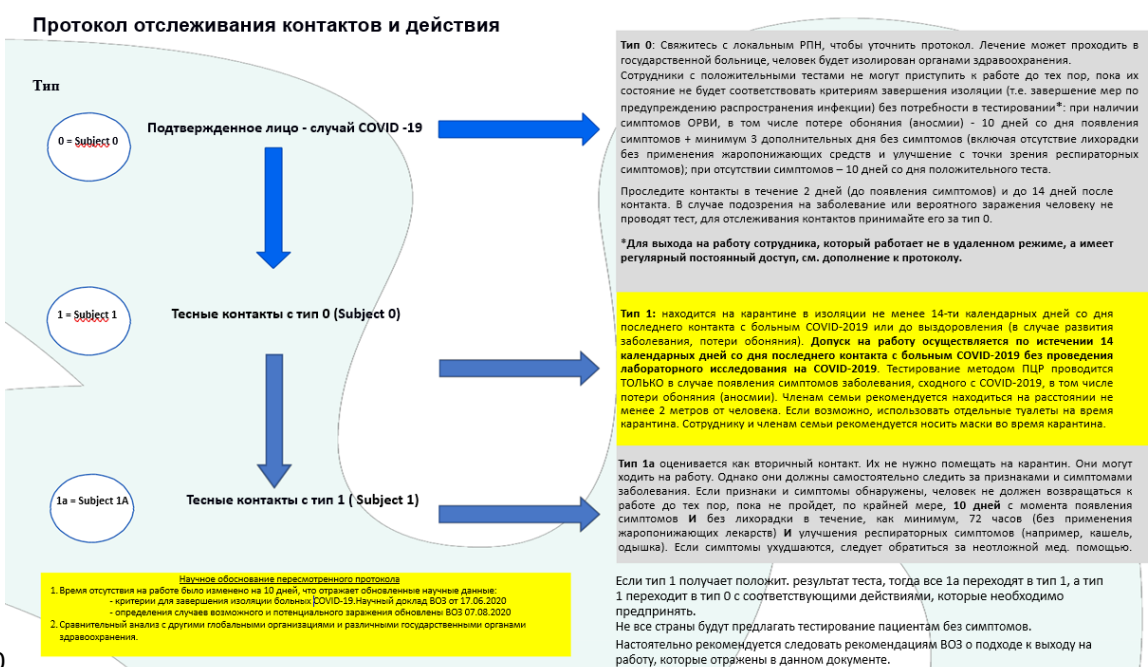 Протокол отслеживания контактов и действия
Тип
0 = Subject 0
Подтвержденное лицо - случай COVID -19
1 = Subject 1
Тесные контакты с тип 0 (Subject 0)
1a = Subject 1A
Тесные контакты с тип 1 ( Subject 1)
Научное обоснование пересмотренного протокола
1. Время отсутствия на работе было изменено на 10 дней, что отражает обновленные научные данные:
- критерии для завершения изоляции больных COVID-19.Научный доклад ВОЗ от 17.06.2020
- определения случаев возможного и потенциального заражения обновлены ВОЗ 07.08.2020
2. Сравнительный анализ с другими глобальными организациями и различными государственными органами
здравоохранения.
Тип 0: Свяжитесь с локальным РПН, чтобы уточнить протокол. Лечение может проходить в
государственной больнице, человек будет изолирован органами здравоохранения.
Сотрудники с положительными тестами не могут приступить к работе до тех пор, пока их
состояние не будет соответствовать критериям завершения изоляции (т.е. завершение мер по
предупреждению распространения инфекции) без потребности в тестировании*: при наличии
симптомов ОРВИ, в том числе потере обоняния (аносмии) - 10 дней со дня появления
симптомов + минимум 3 дополнительных дня без симптомов (включая отсутствие лихорадки
без применения жаропонижающих средств и улучшение с точки зрения респираторных
симптомов); при отсутствии симптомов – 10 дней со дня положительного теста.
Проследите контакты в течение 2 дней (до появления симптомов) и до 14 дней после
контакта. В случае подозрения на заболевание или вероятного заражения человеку не
проводят тест, для отслеживания контактов принимайте его за тип 0.
*Для выхода на работу сотрудника, который работает не в удаленном режиме, а имеет
регулярный постоянный доступ, см. дополнение к протоколу.
Тип 1: находится на карантине в изоляции не менее 14-ти календарных дней со дня
последнего контакта с больным COVID-2019 или до выздоровления (в случае развития
заболевания, потери обоняния). Допуск на работу осуществляется по истечении 14
календарных дней со дня последнего контакта с больным COVID-2019 без проведения
лабораторного исследования на COVID-2019. Тестирование методом ПЦР проводится
ТОЛЬКО в случае появления симптомов заболевания, сходного с COVID-2019, в том числе
потери обоняния (аносмии). Членам семьи рекомендуется находиться на расстоянии не
менее 2 метров от человека. Если возможно, использовать отдельные туалеты на время
карантина. Сотруднику и членам семьи рекомендуется носить маски во время карантина.
Тип 1а оценивается как вторичный контакт. Их не нужно помещать на карантин. Они могут
ходить на работу. Однако они должны самостоятельно следить за признаками и симптомами
заболевания. Если признаки и симптомы обнаружены, человек не должен возвращаться к
работе до тех пор, пока не пройдет, по крайней мере, 10 дней с момента появления
симптомов И без лихорадки в течение, как минимум, 72 часов (без применения
жаропонижающих лекарств) И улучшения респираторных симптомов (например, кашель,
одышка). Если симптомы ухудшаются, следует обратиться за неотложной мед. помощью.
Если тип 1 получает положит. результат теста, тогда все 1а переходят в тип 1, а тип
1 переходит в тип 0 с соответствующими действиями, которые необходимо
предпринять.
Не все страны будут предлагать тестирование пациентам без симптомов.
Настоятельно рекомендуется следовать рекомендациям ВОЗ о подходе к выходу на
работу, которые отражены в данном документе.